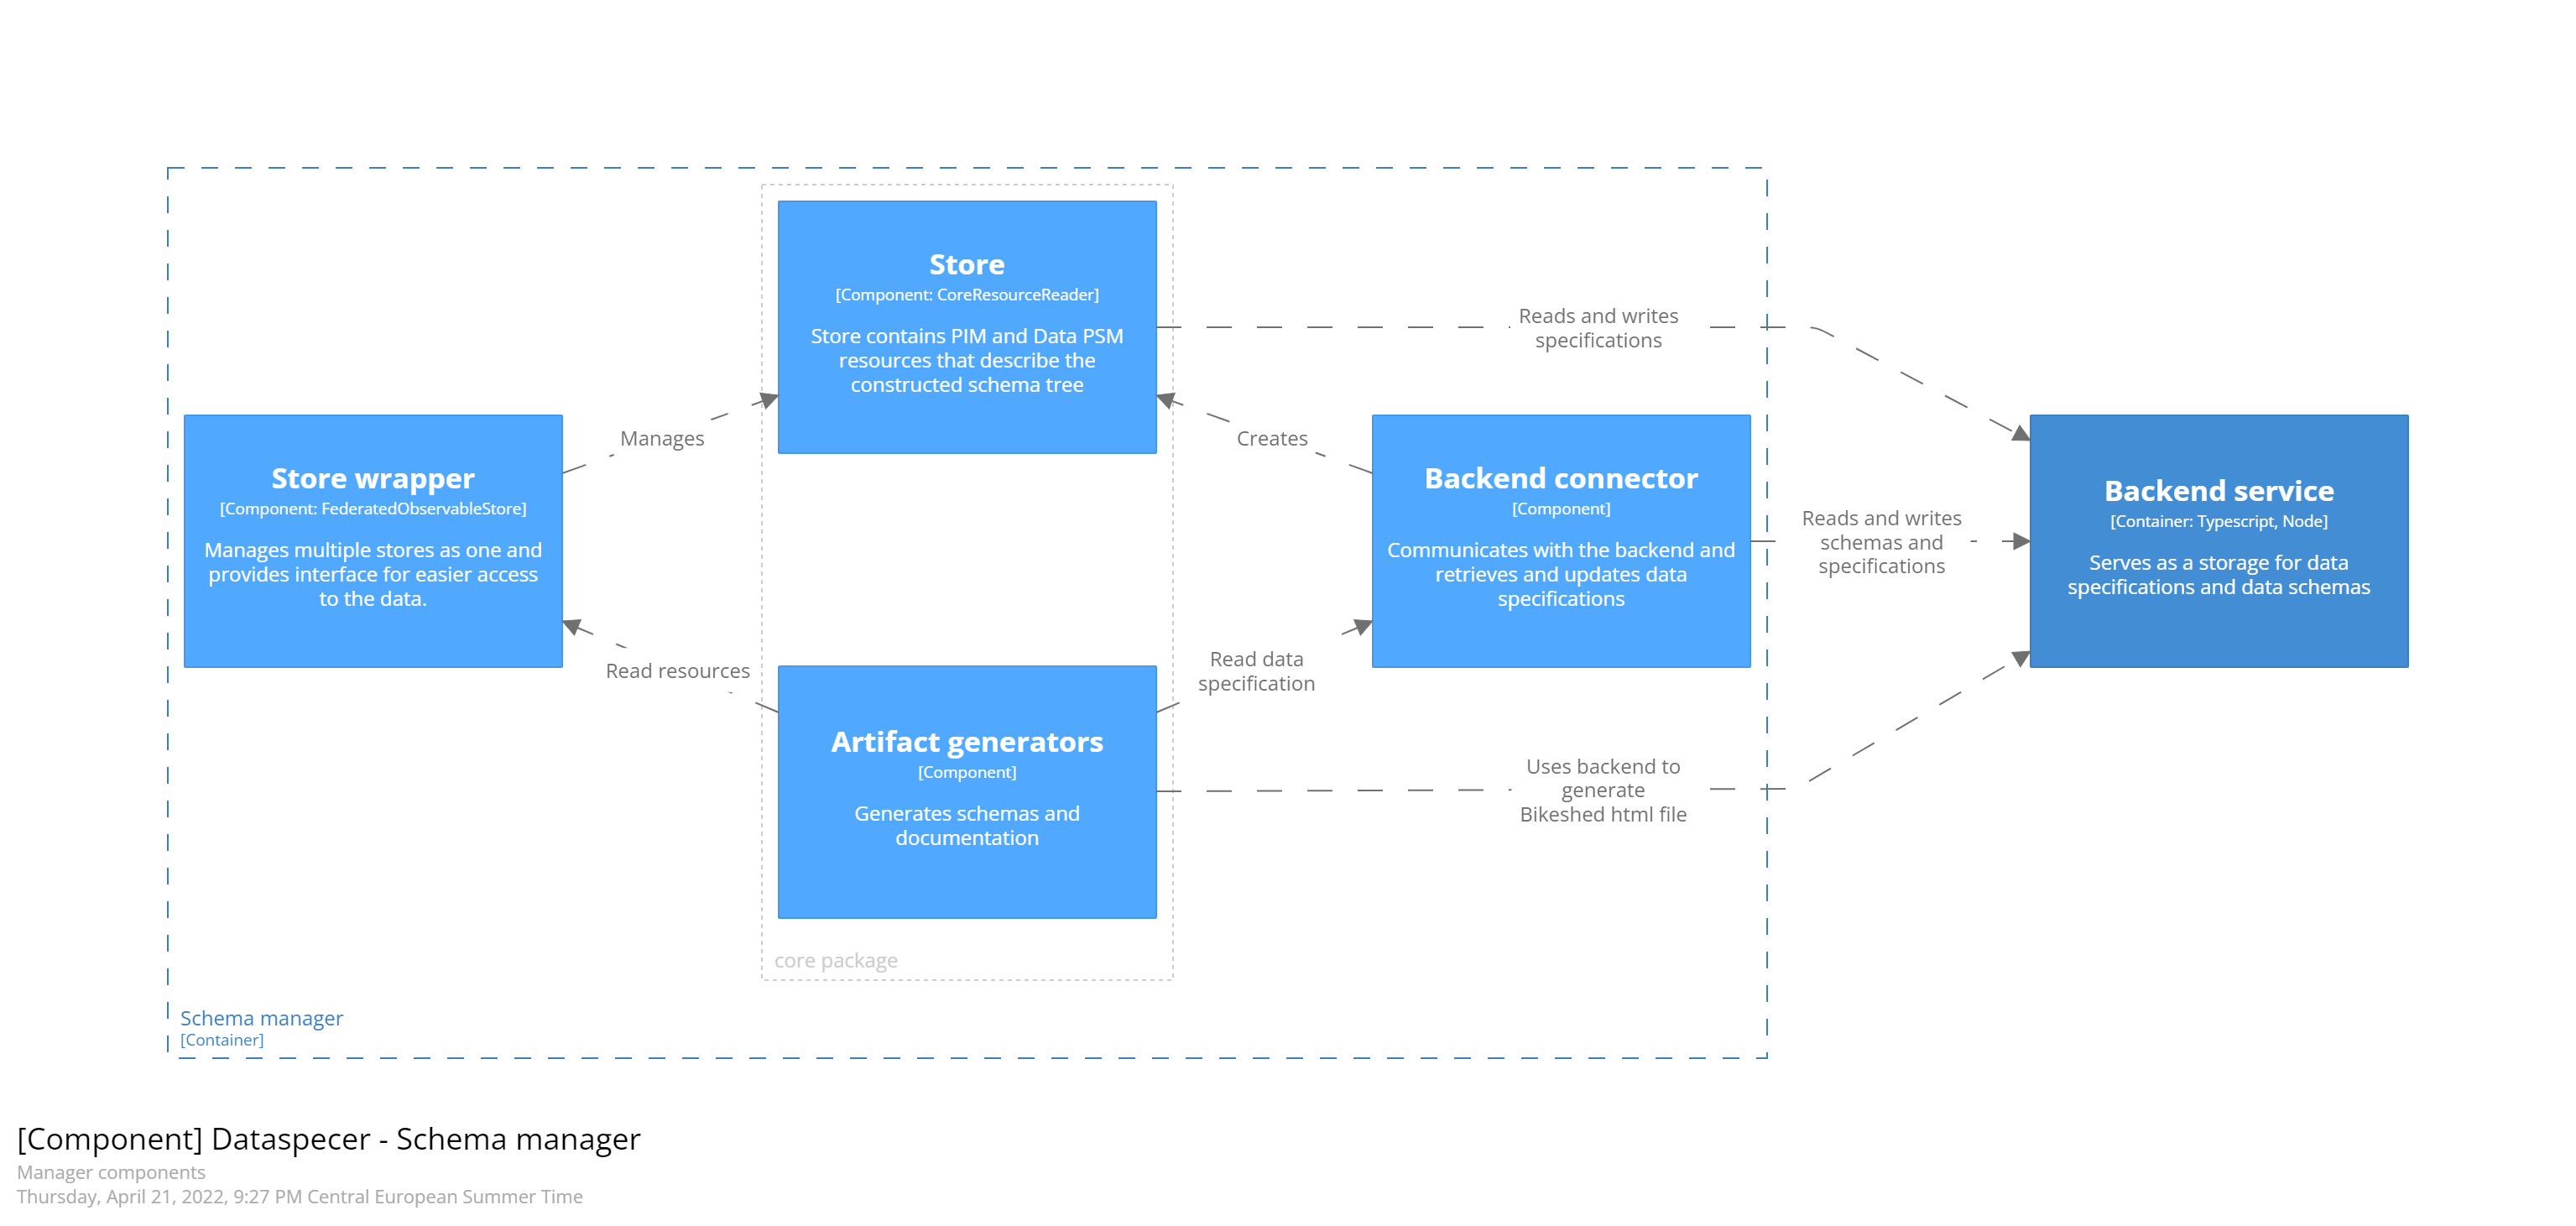 Store
[Component: CoreResourceReader]
Store contains PIM and Data PSM
resources that describe the
constructed schema tree
Reads and writes
specifications
Manages
Creates
Store wrapper
[Component: FederatedObservableStore]
Manages multiple stores as one and
provides interface for easier access
to the data.
Backend connector
[Component]
Communicates with the backend and
retrieves and updates data
specifications
Reads and writes
schemas and
specifications
Backend service
[Container: Typescript, Node]
Serves as a storage for data
specifications and data schemas
Read resources
Read data
specification
Artifact generators
[Component]
Generates schemas and
documentation
Uses backend to
generate
Bikeshed html file
core package
Schema manager
[Container]
[Component] Dataspecer - Schema manager
Manager components
Thursday, April 21, 2022, 9:27 PM Central European Summer Time